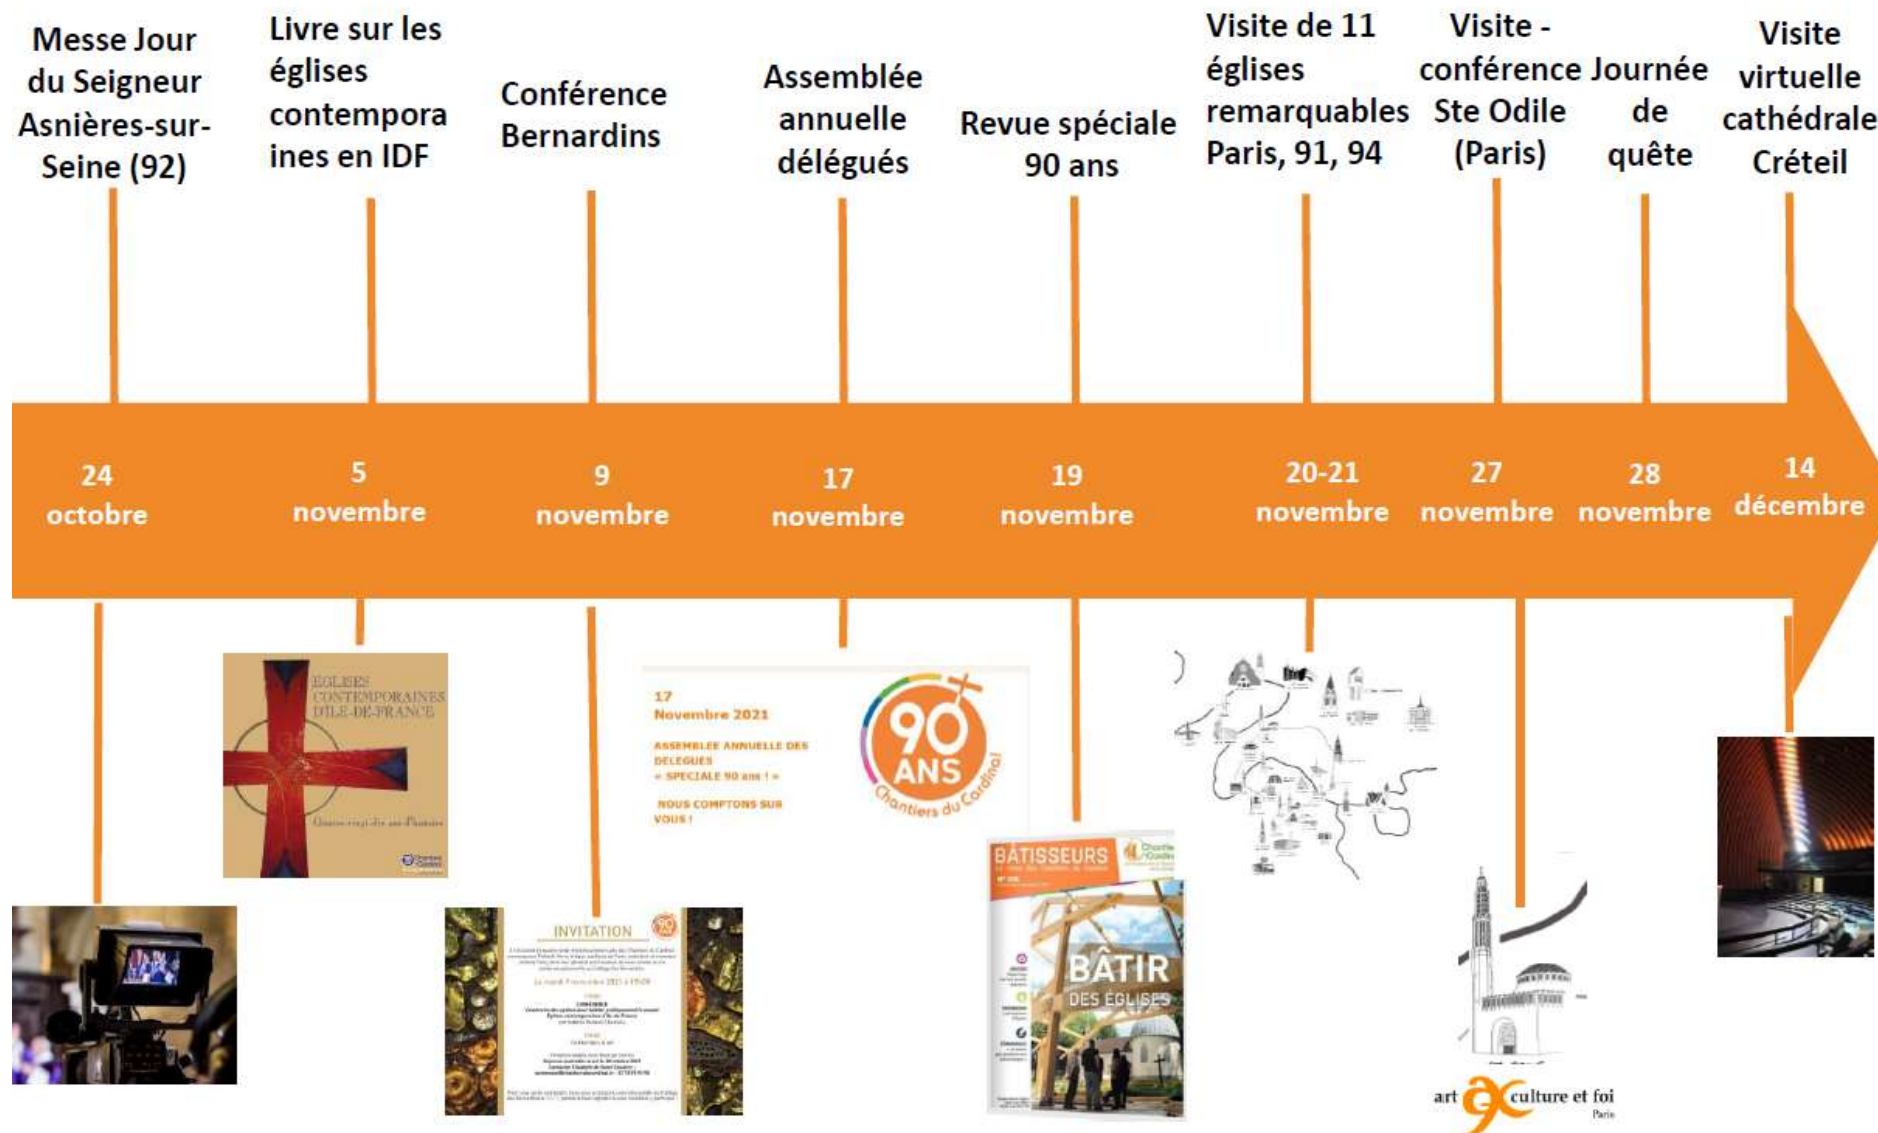 Messe Jour
du Seigneur
Asnières-sur-
Seine (92)
Livre sur les
églises
contempora
ines en IDF
Conférence
Bernardins
Assemblée
annuelle
délégués
Revue spéciale
90 ans
Visite de 11
églises
remarquables
Paris, 91, 94
Visite -
conférence
Ste Odile
(Paris)
Journée
de
quête
Visite
virtuelle
cathédrale
Créteil
24
octobre
5
novembre
9
novembre
17
novembre
19
novembre
20-21
novembre
27
novembre
28
novembre
14
décembre
EGLISES
CONTEMPORAINES
D'ILE-DE-FRANCE
17
Novembre 2021
ASSEMBLEE ANNUELLE DES
DELEGUES
« SPECIALE 90 ans ! »
NOUS COMPTONS SUR
VOUS !
90
ANS
Chantiers du Cardinal
INVITATION
90
ANS
BÂTISSEURS
BÂTIR
DES ÉGLISES
art culture et foi
Paris